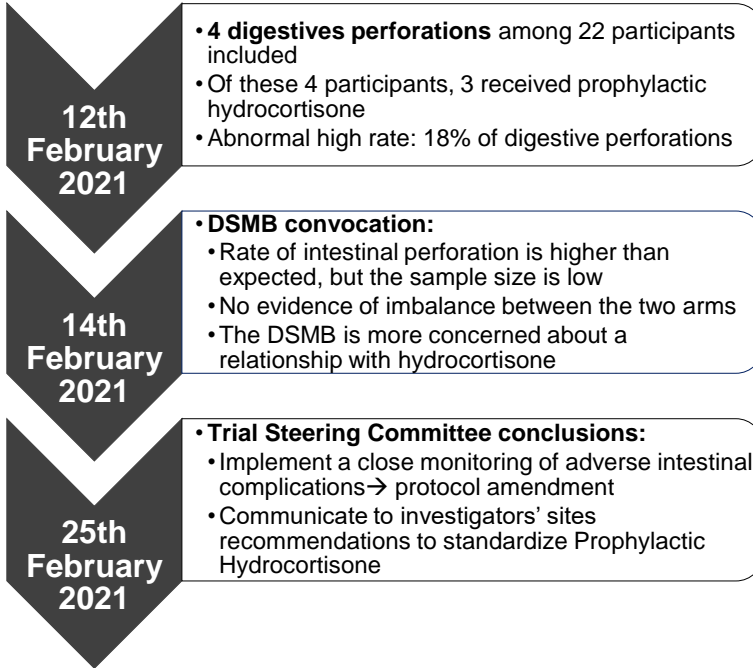 12th
February
2021
• 4 digestives perforations among 22 participants
included
• Of these 4 participants, 3 received prophylactic
hydrocortisone
• Abnormal high rate: 18% of digestive perforations
14th
February
2021
• DSMB convocation:
• Rate of intestinal perforation is higher than
expected, but the sample size is low
• No evidence of imbalance between the two arms
• The DSMB is more concerned about a
relationship with hydrocortisone
25th
February
2021
• Trial Steering Committee conclusions:
• Implement a close monitoring of adverse intestinal
complications→ protocol amendment
• Communicate to investigators’ sites
recommendations to standardize Prophylactic
Hydrocortisone